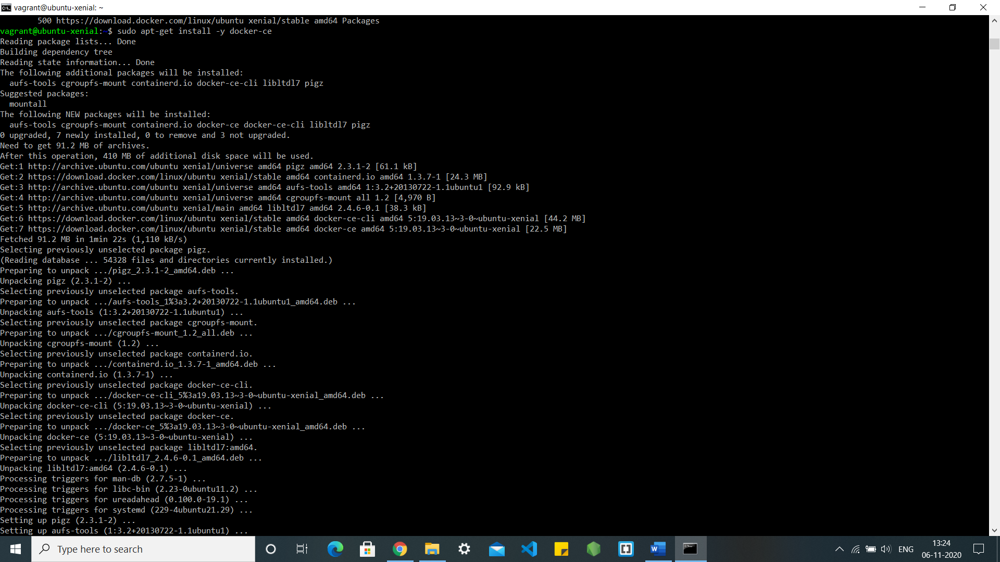 vagrant@ubuntu-xenial: ~
500 https://download.docker.com/linux/ubuntu xenial/stable amd64 Packages
vagrant@ubuntu-xenial:~$ sudo apt-get install -y docker-ce
Reading package lists... Done
Building dependency tree
Reading state information... Done
The following additional packages will be installed:
  aufs-tools cgroupfs-mount containerd.io docker-ce-cli libltdl7 pigz
Suggested packages:
  mountall
The following NEW packages will be installed:
  aufs-tools cgroupfs-mount containerd.io docker-ce docker-ce-cli libltdl7 pigz
0 upgraded, 7 newly installed, 0 to remove and 3 not upgraded.
Need to get 91.2 MB of archives.
After this operation, 410 MB of additional disk space will be used.
Get:1 http://archive.ubuntu.com/ubuntu xenial/universe amd64 pigz amd64 2.3.1-2 [61.1 kB]
Get:2 https://download.docker.com/linux/ubuntu xenial/stable amd64 containerd.io amd64 1.3.7-1 [24.3 MB]
Get:3 http://archive.ubuntu.com/ubuntu xenial/universe amd64 aufs-tools amd64 1:3.2+20130722-1.1ubuntu1 [92.9 kB]
Get:4 http://archive.ubuntu.com/ubuntu xenial/universe amd64 cgroupfs-mount all 1.2 [4,970 B]
Get:5 http://archive.ubuntu.com/ubuntu xenial/main amd64 libltdl7 amd64 2.4.6-0.1 [38.3 kB]
Get:6 https://download.docker.com/linux/ubuntu xenial/stable amd64 docker-ce-cli amd64 5:19.03.13~3-0~ubuntu-xenial [44.2 MB]
Get:7 https://download.docker.com/linux/ubuntu xenial/stable amd64 docker-ce amd64 5:19.03.13~3-0~ubuntu-xenial [22.5 MB]
Fetched 91.2 MB in 1min 22s (1,110 kB/s)
Selecting previously unselected package pigz.
(Reading database ... 54328 files and directories currently installed.)
Preparing to unpack .../pigz_2.3.1-2_amd64.deb ...
Unpacking pigz (2.3.1-2) ...
Selecting previously unselected package aufs-tools.
Preparing to unpack .../aufs-tools_1%3a3.2+20130722-1.1ubuntu1_amd64.deb ...
Unpacking aufs-tools (1:3.2+20130722-1.1ubuntu1) ...
Selecting previously unselected package cgroupfs-mount.
Preparing to unpack .../cgroupfs-mount_1.2_all.deb ...
Unpacking cgroupfs-mount (1.2) ...
Selecting previously unselected package containerd.io.
Preparing to unpack .../containerd.io_1.3.7-1_amd64.deb ...
Unpacking containerd.io (1.3.7-1) ...
Selecting previously unselected package docker-ce-cli.
Preparing to unpack .../docker-ce-cli_5%3a19.03.13~3-0~ubuntu-xenial_amd64.deb ...
Unpacking docker-ce-cli (5:19.03.13~3-0~ubuntu-xenial) ...
Selecting previously unselected package docker-ce.
Preparing to unpack .../docker-ce_5%3a19.03.13~3-0~ubuntu-xenial_amd64.deb ...
Unpacking docker-ce (5:19.03.13~3-0~ubuntu-xenial) ...
Selecting previously unselected package libltdl7:amd64.
Preparing to unpack .../libltdl7_2.4.6-0.1_amd64.deb ...
Unpacking libltdl7:amd64 (2.4.6-0.1) ...
Processing triggers for man-db (2.7.5-1) ...
Processing triggers for libc-bin (2.23-0ubuntu11.2) ...
Processing triggers for ureadahead (0.100.0-19.1) ...
Processing triggers for systemd (229-4ubuntu21.29) ...
Setting up pigz (2.3.1-2) ...
Setting up aufs-tools (1:3.2+20130722-1.1ubuntu1) ...
Type here to search
ENG
13:24
06-11-2020